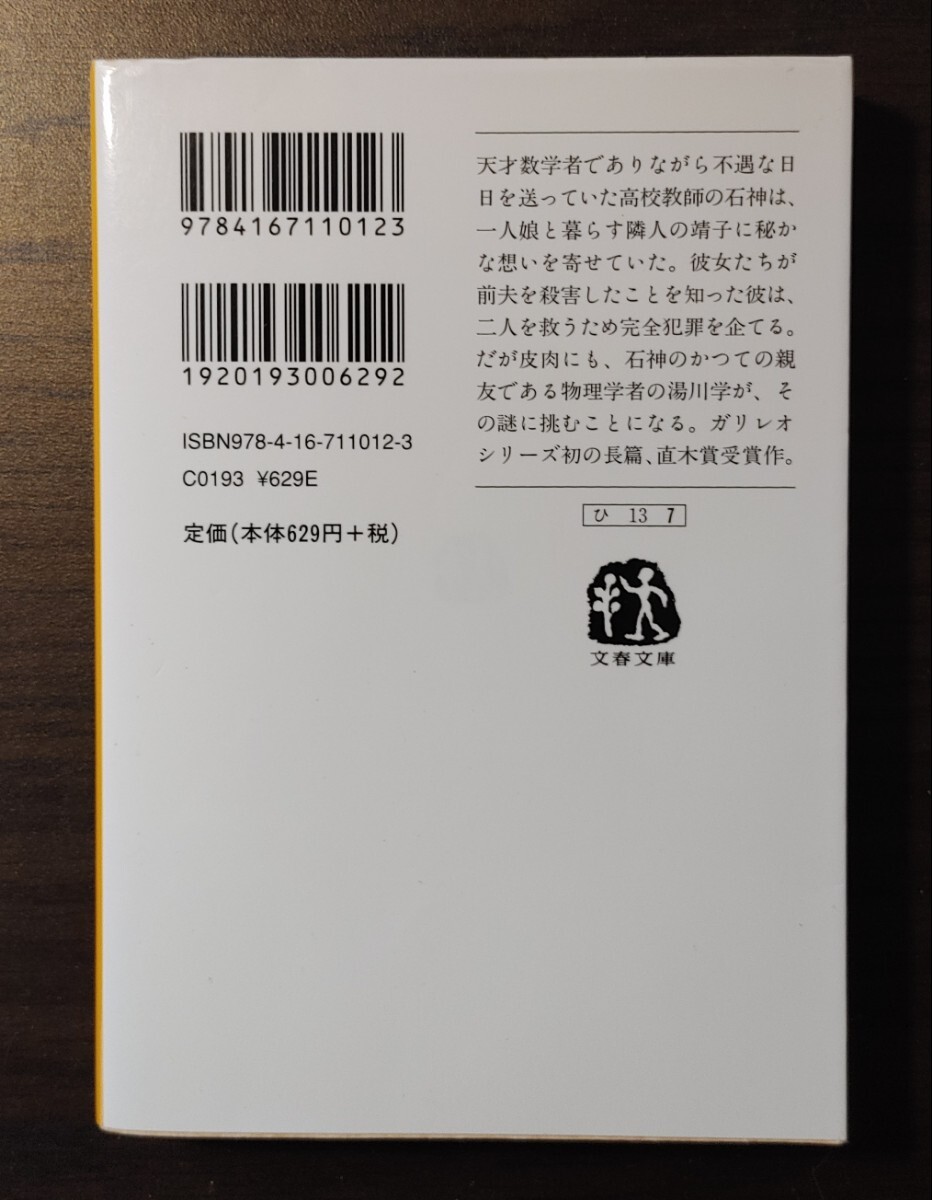 9784167110123
1920193006292
ISBN978-4-16-711012-3
C0193 ¥629E
定価(本体629円+税)
天才数学者でありながら不遇な日
日を送っていた高校教師の石神は、
一人娘と暮らす隣人の靖子に秘か
な想いを寄せていた。彼女たちが
前夫を殺害したことを知った彼は、
二人を救うため完全犯罪を企てる。
だが皮肉にも、石神のかつての親
友である物理学者の湯川学が、そ
の謎に挑むことになる。ガリレオ
シリーズ初の長篇、直木賞受賞作。
ひ 13 7
文春文庫